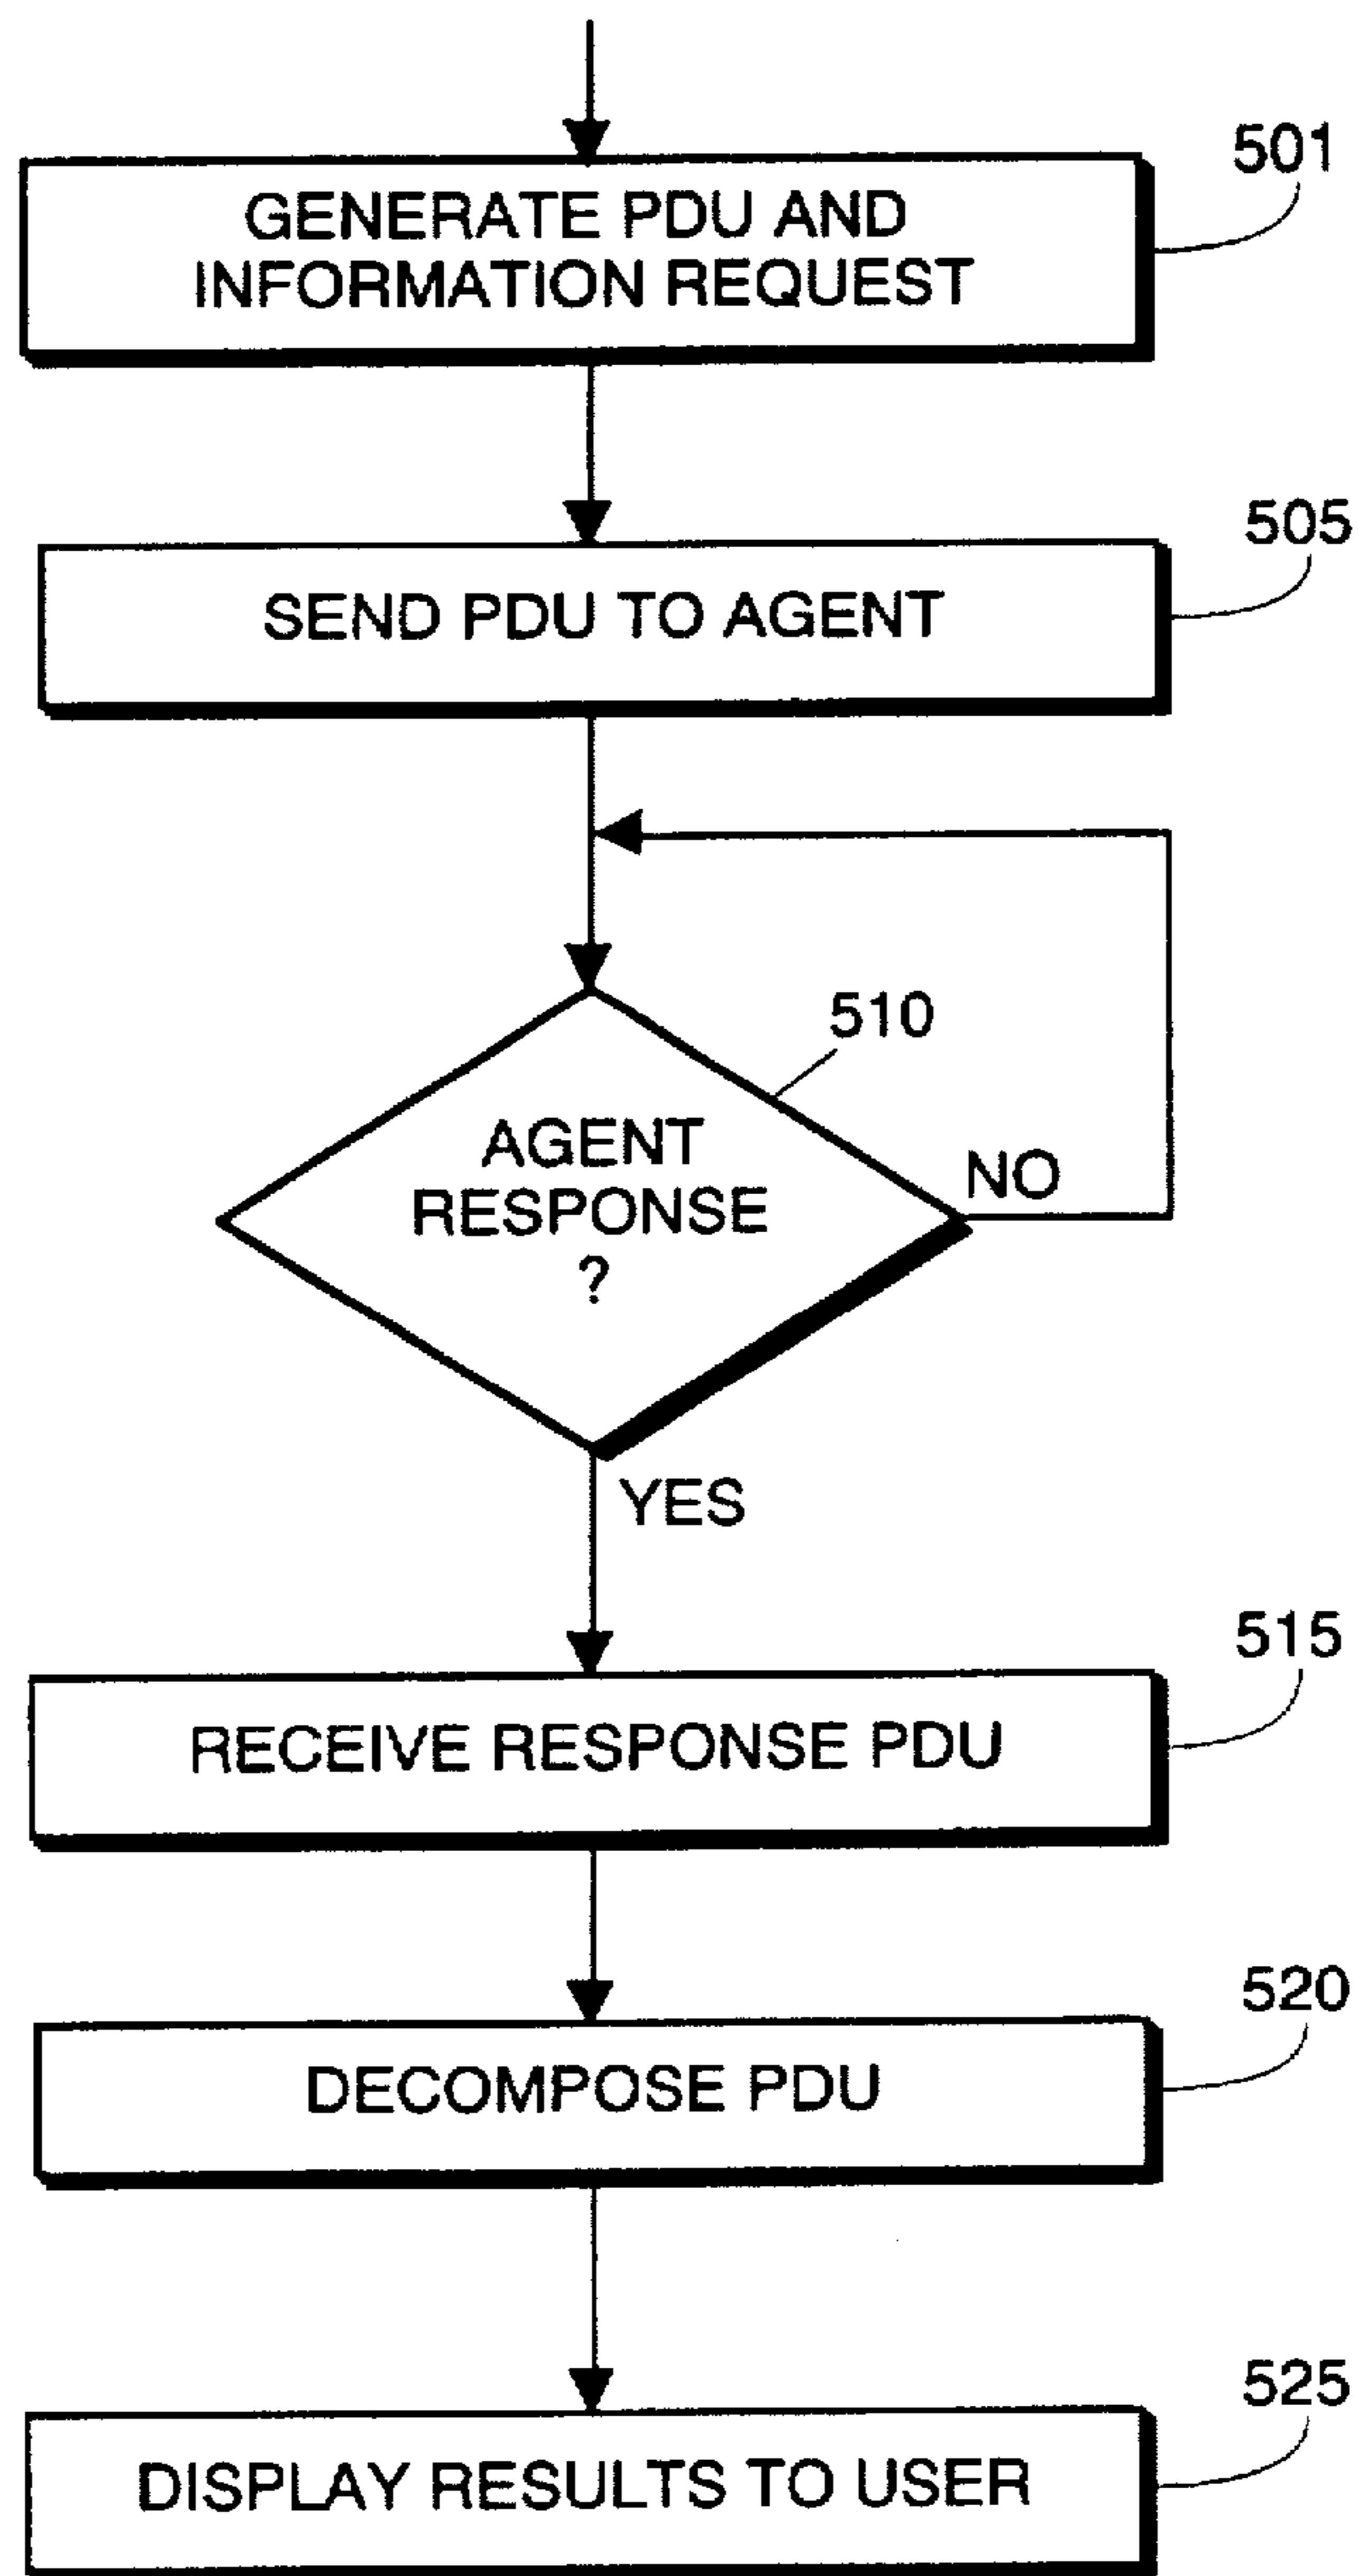 501
GENERATE PDU AND
INFORMATION REQUEST
505
SEND PDU TO AGENT
510
AGENT
RESPONSE
?
NO
YES
515
RECEIVE RESPONSE PDU
520
DECOMPOSE PDU
525
DISPLAY RESULTS TO USER